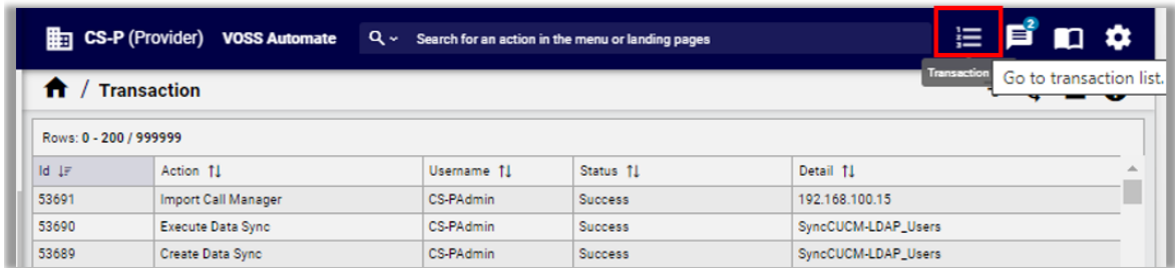 CS-P (Provider) VOSS Automate Search for an action in the menu or landing pages 2
Transaction Go to transaction list.
/ Transaction
Rows: 0 - 200 / 999999
Id Action Username Status Detail
53691 Import Call Manager CS-PAdmin Success 192.168.100.15
53690 Execute Data Sync CS-PAdmin Success SyncCUCM-LDAP_Users
53689 Create Data Sync CS-PAdmin Success SyncCUCM-LDAP_Users